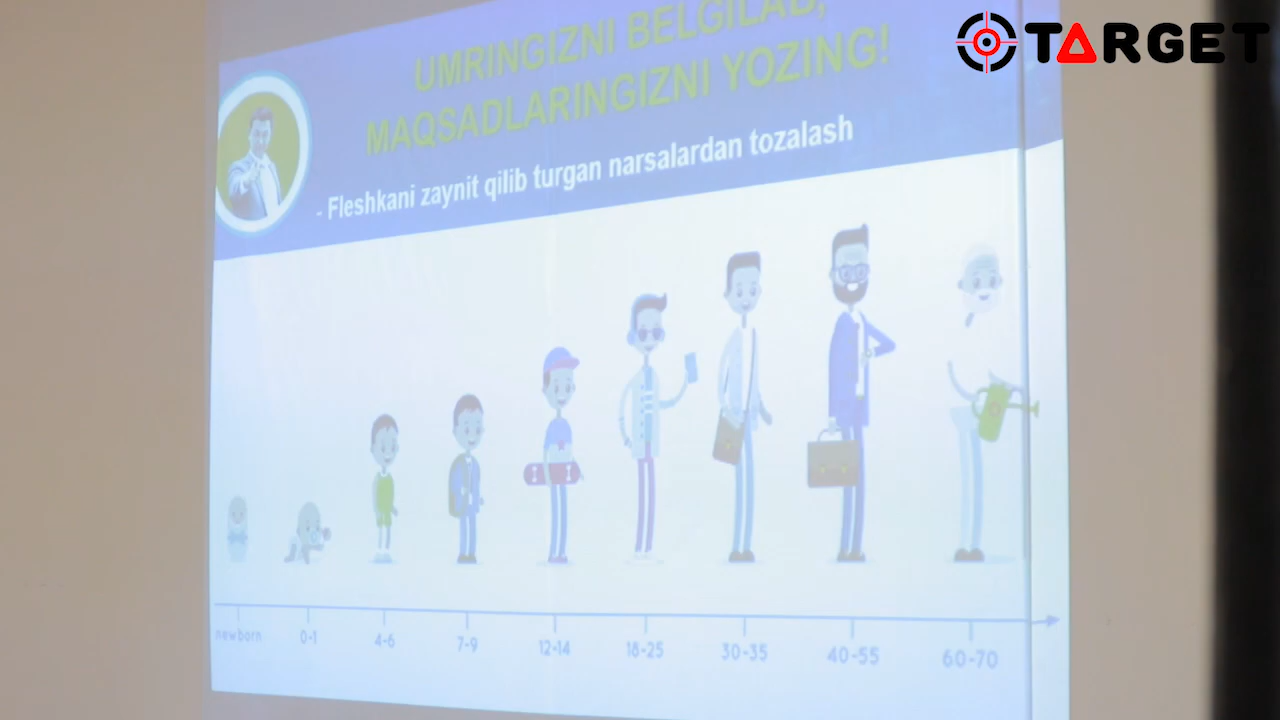 TARGET
UMRINGIZNI BELGILAB,
MAQSADLARINGIZNI YOZING!
- Fleshkani zaynit qilib turgan narsalardan tozalash
newborn
0-1
4-6
7-9
12-14
18-25
30-35
40-55
60-70